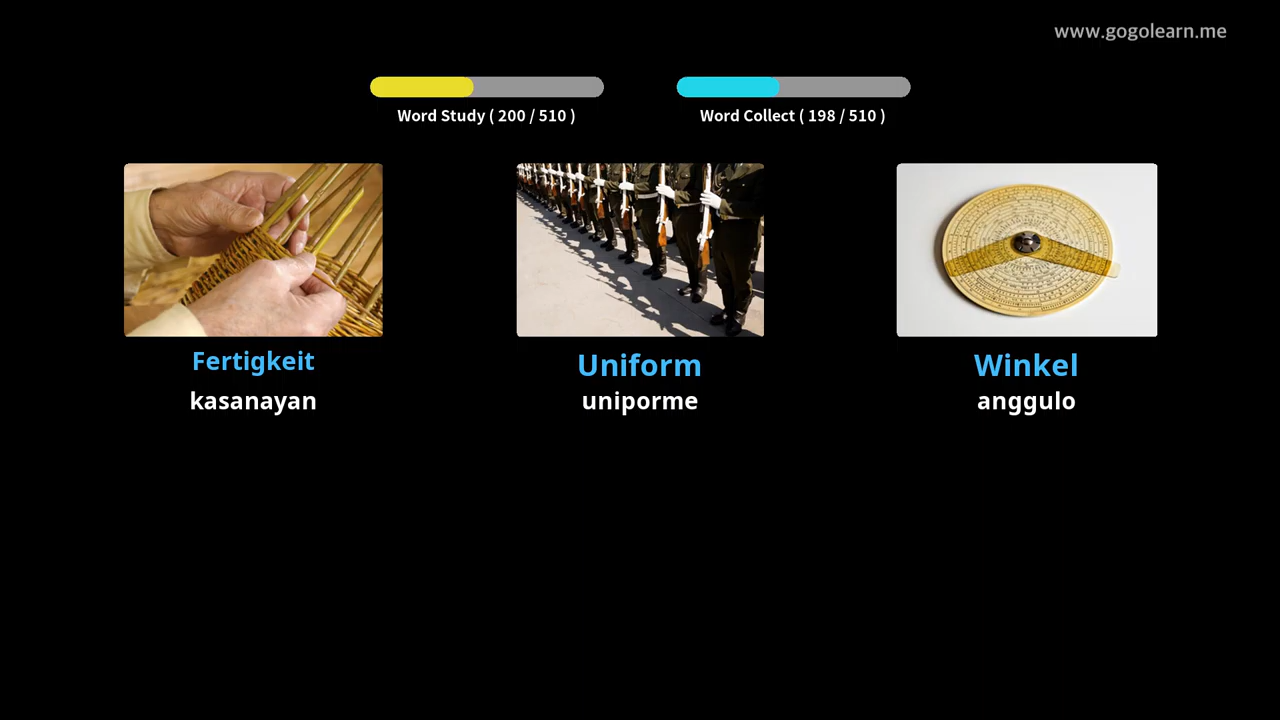 www.gogolearn.me
Word Study ( 200 / 510 )
Word Collect ( 198 / 510 )
Fertigkeit
kasanayan
Uniform
uniporme
Winkel
anggulo